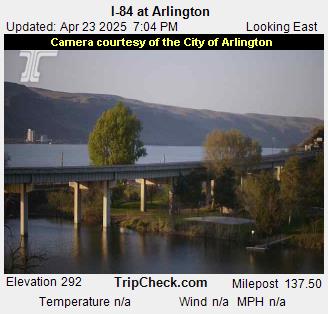 I-84 at Arlington
Updated: Apr 23 2025 7:04 PM Looking East
Camera courtesy of the City of Arlington
Elevation 292 TripCheck.com Milepost 137.50
Temperature n/a Wind n/a MPH n/a